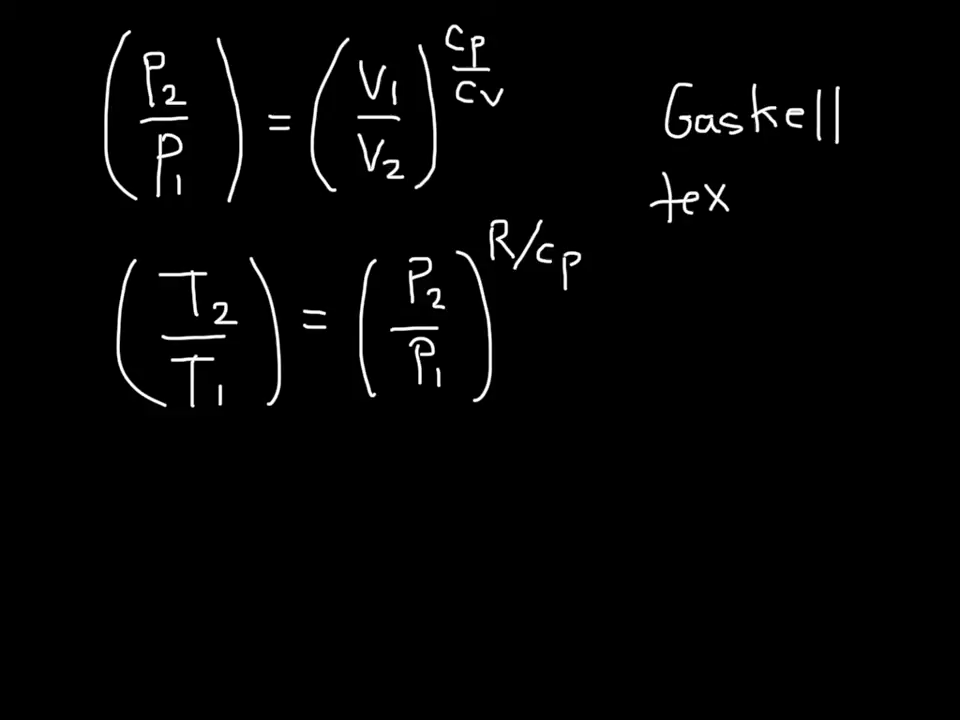 (P₂/P₁) = (V₁/V₂)^(Cp/Cv)
Gaskell
tex
(T₂/T₁) = (P₂/P₁)^(R/Cp)